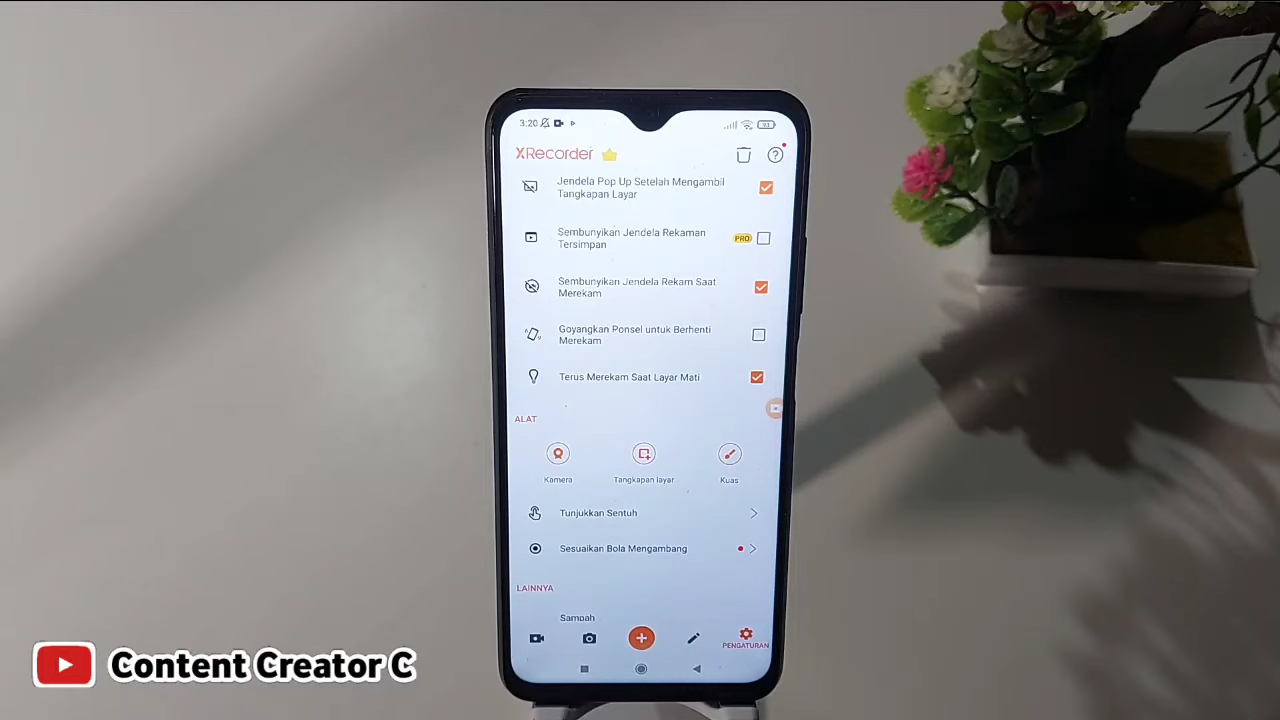 3:20
93
XRecorder
Jendela Pop Up Setelah Mengambil
Tangkapan Layar
Sembunyikan Jendela Rekaman
Tersimpan
PRO
Sembunyikan Jendela Rekam Saat
Merekam
Goyangkan Ponsel untuk Berhenti
Merekam
Terus Merekam Saat Layar Mati
ALAT
Kamera
Tangkapan layar
Kuas
Tunjukkan Sentuh
Sesuaikan Bola Mengambang
LAINNYA
Sampah
PENGATURAN
Content Creator C